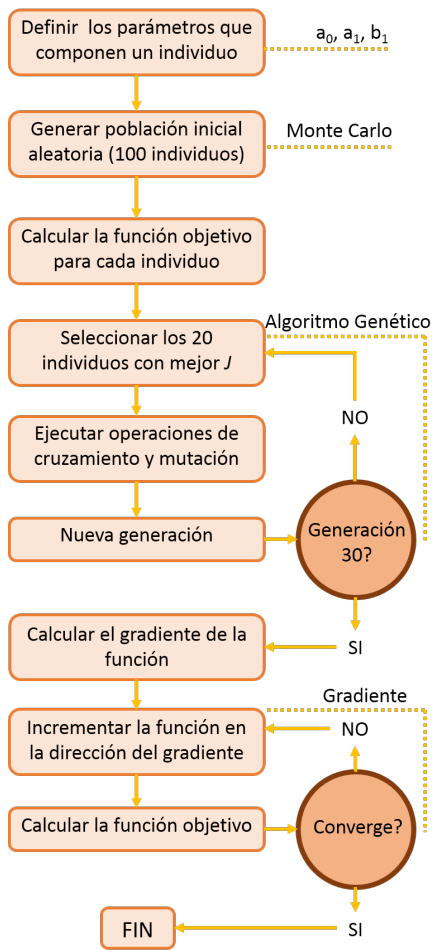 Definir los parámetros que
componen un individuo
a0, a1, b1
Generar población inicial
aleatoria (100 individuos)
Monte Carlo
Calcular la función objetivo
para cada individuo
Algoritmo Genético
Seleccionar los 20
individuos con mejor J
NO
Ejecutar operaciones de
cruzamiento y mutación
Nueva generación
Generación
30?
SI
Calcular el gradiente de la
función
Gradiente
Incrementar la función en
la dirección del gradiente
NO
Calcular la función objetivo
Converge?
SI
FIN